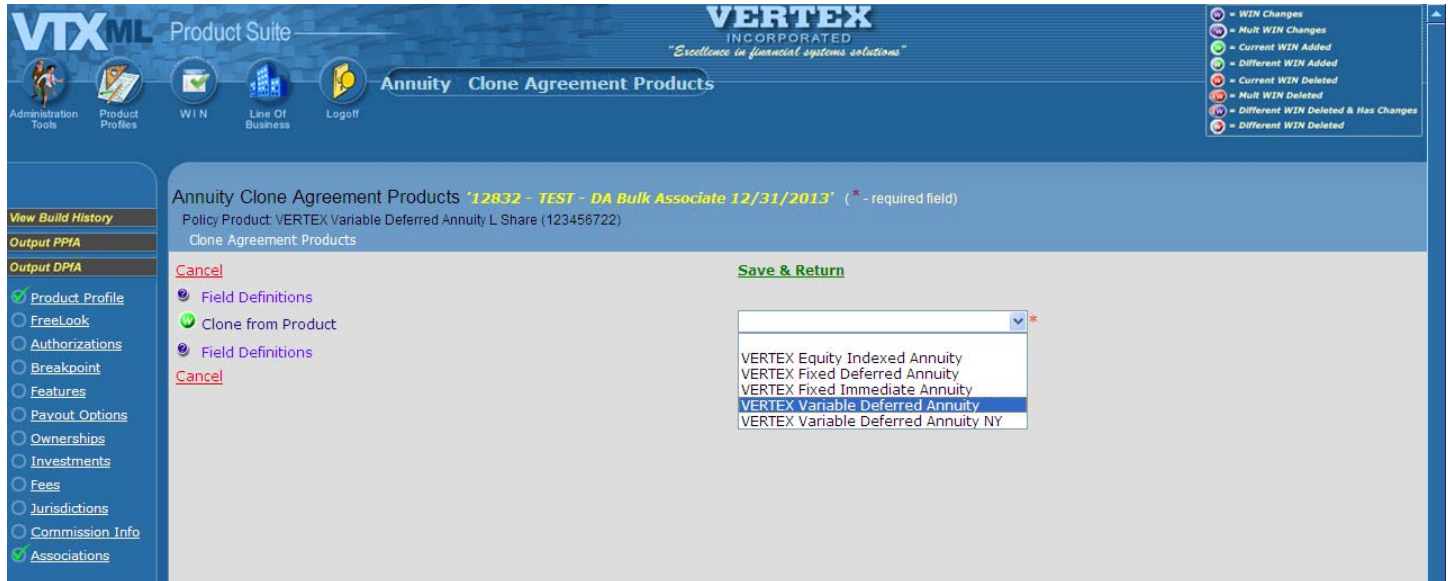 VTXML Product Suite
VERTEX
INCORPORATED
"Excellence in financial systems solutions"
Annuity Clone Agreement Products
Administration Tools
Product Profiles
WIN
Line Of Business
Logoff
W = WIN Changes
= Mult WIN Changes
= Current WIN Added
= Different WIN Added
= Current WIN Deleted
= Mult WIN Deleted
= Different WIN Deleted & Has Changes
= Different WIN Deleted
View Build History
Output PPfA
Output DPfA
Product Profile
FreeLook
Authorizations
Breakpoint
Features
Payout Options
Ownerships
Investments
Fees
Jurisdictions
Commission Info
Associations
Annuity Clone Agreement Products '12832 - TEST - DA Bulk Associate 12/31/2013' (* - required field)
Policy Product: VERTEX Variable Deferred Annuity L Share (123456722)
Clone Agreement Products
Cancel
Save & Return
? Field Definitions
W Clone from Product
*
? Field Definitions
Cancel
VERTEX Equity Indexed Annuity
VERTEX Fixed Deferred Annuity
VERTEX Fixed Immediate Annuity
VERTEX Variable Deferred Annuity
VERTEX Variable Deferred Annuity NY